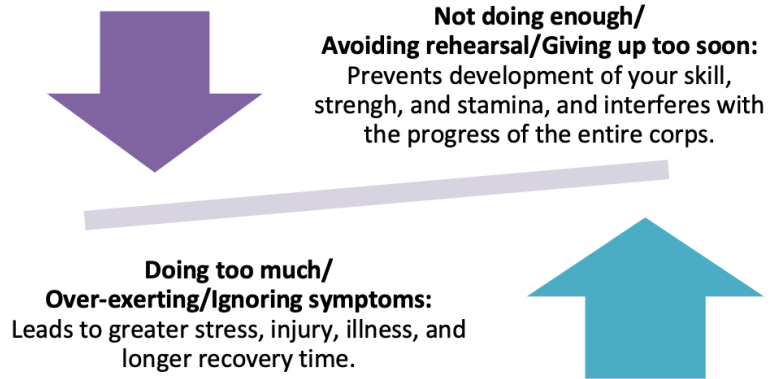 Not doing enough/
Avoiding rehearsal/Giving up too soon:
Prevents development of your skill,
strengh, and stamina, and interferes with
the progress of the entire corps.
Doing too much/
Over-exerting/Ignoring symptoms:
Leads to greater stress, injury, illness, and
longer recovery time.